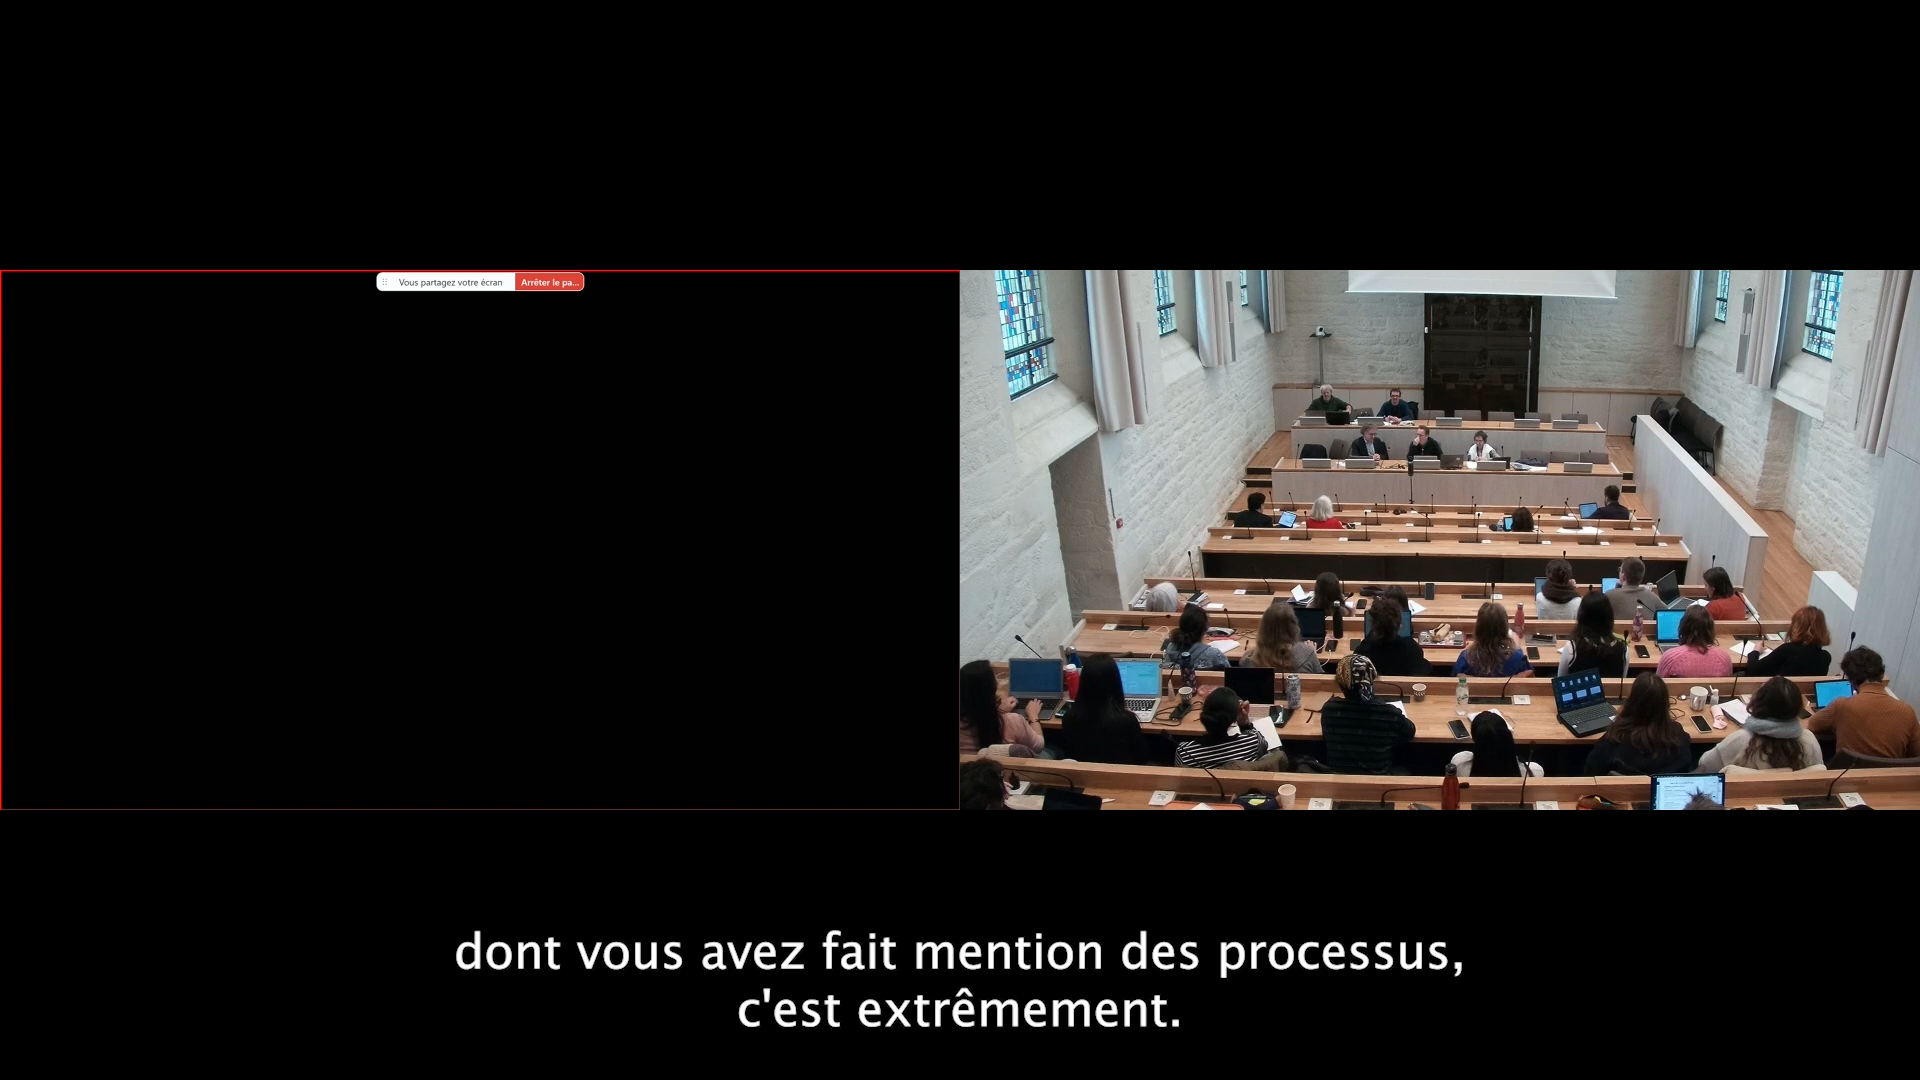 Vous partagez votre écran
Arrêter le pa...
dont vous avez fait mention des processus,
c'est extrêmement.